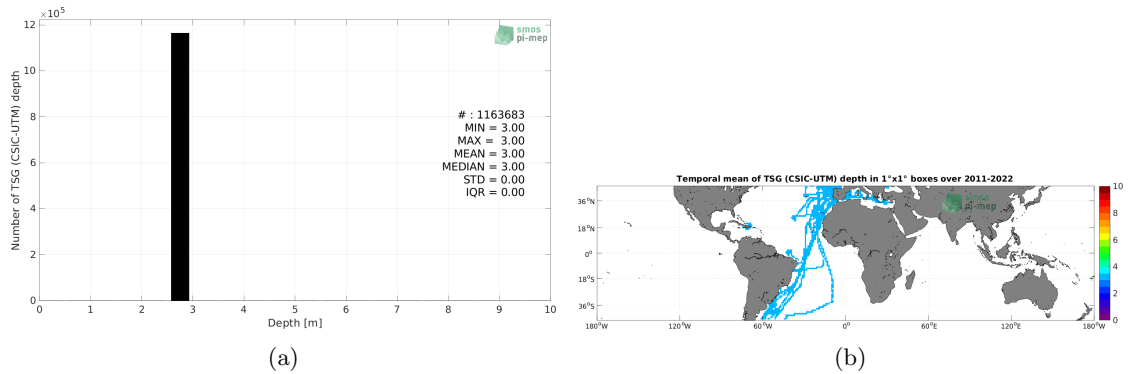 ×10⁵
12
10
8
6
4
2
0
Number of TSG (CSIC-UTM) depth
smos
pi-mep
# : 1163683
MIN = 3.00
MAX = 3.00
MEAN = 3.00
MEDIAN = 3.00
STD = 0.00
IQR = 0.00
0 1 2 3 4 5 6 7 8 9 10
Depth [m]
(a)
Temporal mean of TSG (CSIC-UTM) depth in 1°x1° boxes over 2011-2022
smos
pi-mep
36°N
18°N
0°
18°S
36°S
180°W 120°W 60°W 0° 60°E 120°E 180°W
10
8
6
4
2
0
(b)